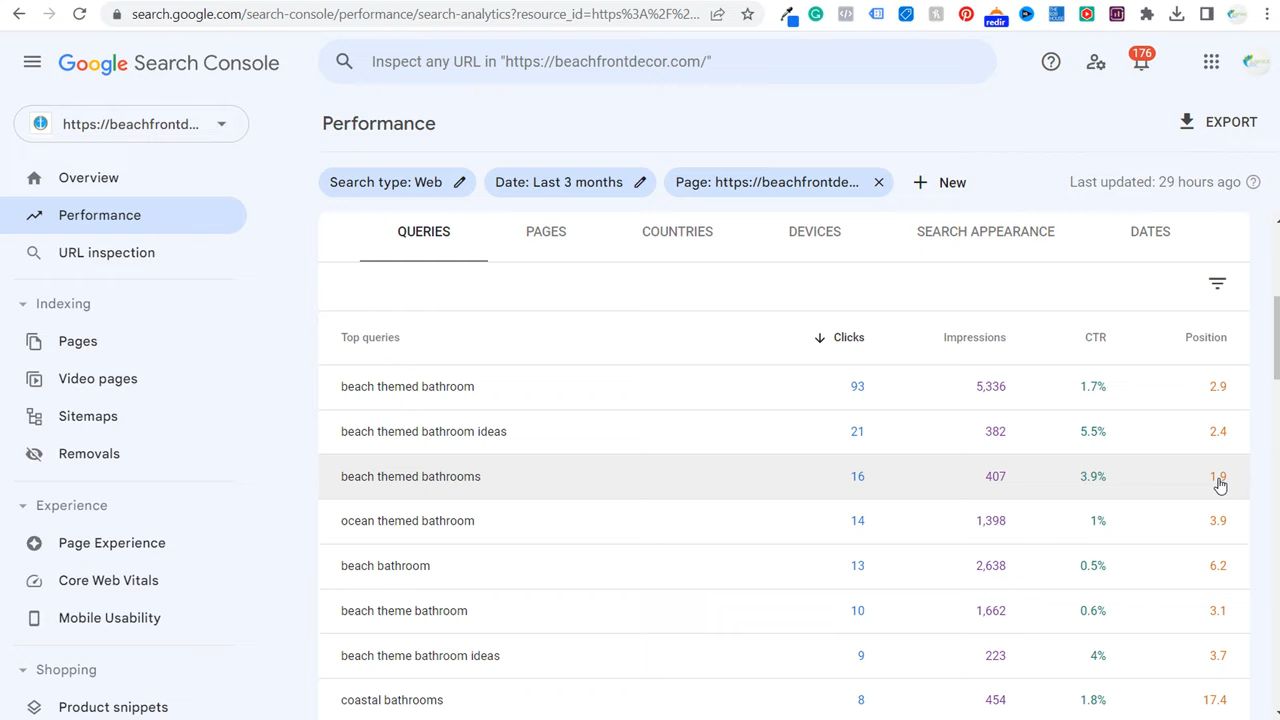 search.google.com/search-console/performance/search-analytics?resource_id=https%3A%2F%2...
redir
Google Search Console
Inspect any URL in "https://beachfrontdecor.com/"
176
https://beachfrontd...
Performance
EXPORT
Search type: Web
Date: Last 3 months
Page: https://beachfrontde...
New
Last updated: 29 hours ago
Overview
Performance
URL inspection
Indexing
Pages
Video pages
Sitemaps
Removals
Experience
Page Experience
Core Web Vitals
Mobile Usability
Shopping
Product snippets
QUERIES PAGES COUNTRIES DEVICES SEARCH APPEARANCE DATES
Top queries Clicks Impressions CTR Position
beach themed bathroom 93 5,336 1.7% 2.9
beach themed bathroom ideas 21 382 5.5% 2.4
beach themed bathrooms 16 407 3.9% 1.9
ocean themed bathroom 14 1,398 1% 3.9
beach bathroom 13 2,638 0.5% 6.2
beach theme bathroom 10 1,662 0.6% 3.1
beach theme bathroom ideas 9 223 4% 3.7
coastal bathrooms 8 454 1.8% 17.4